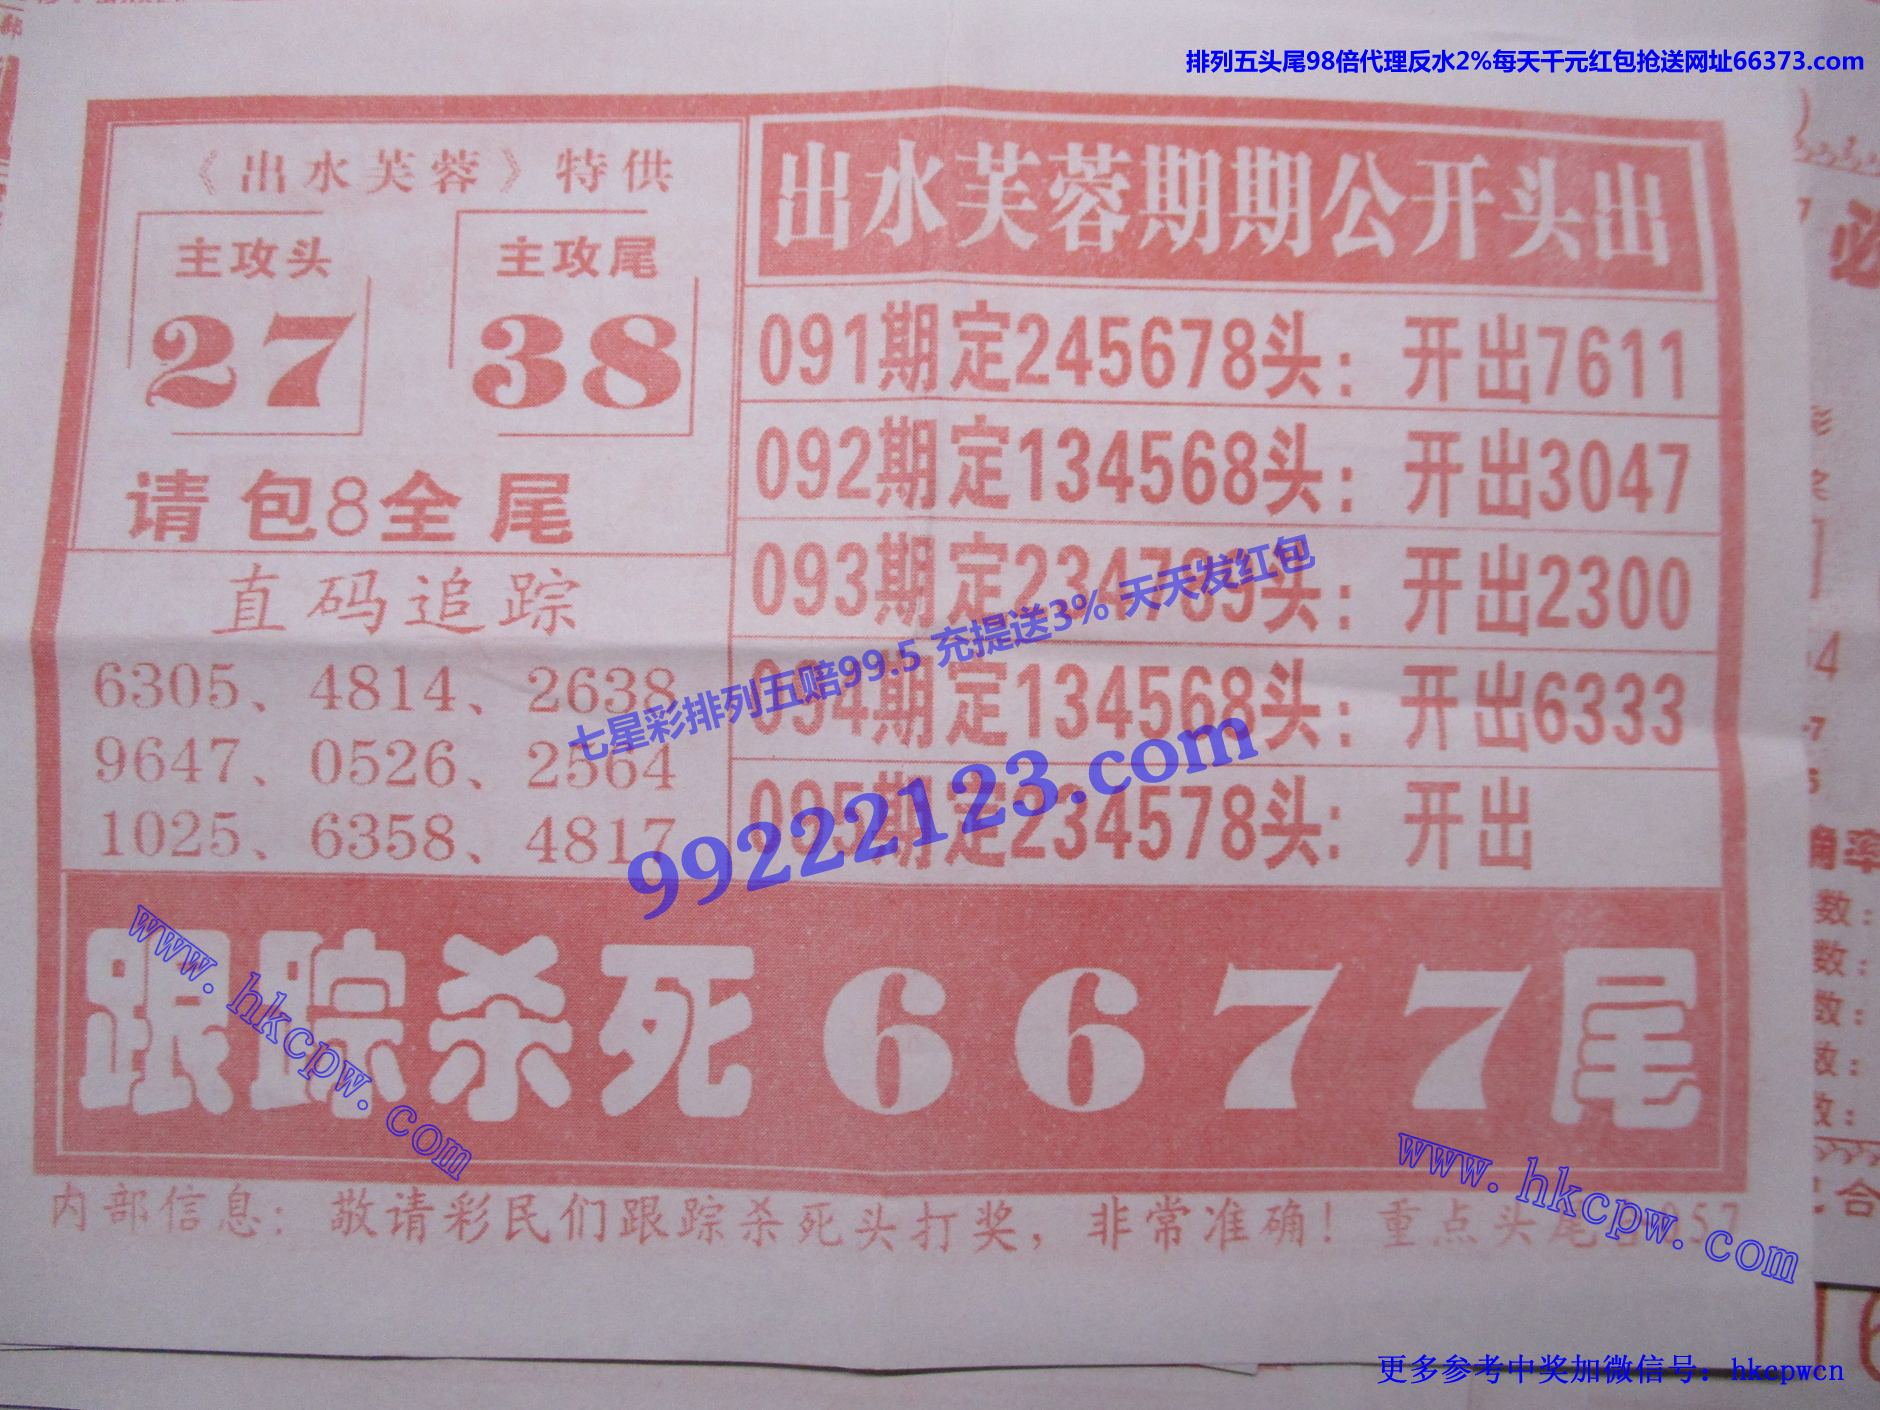 排列五头尾98倍代理反水2%每天千元红包抢送网址66373.com
《出水芙蓉》特供
主攻头
27
主攻尾
38
请包8全尾
直码追踪
6305、4814、2638
9647、0526、2564
1025、6358、4817
出水芙蓉期期公开头出
091期定245678头：开出7611
092期定134568头：开出3047
093期定234789头：开出2300
094期定134568头：开出6333
095期定234578头：开出
七星彩排列五赔99.5 充提送3% 天天发红包
99222123.com
跟踪杀死6677尾
www.hkcpw.com
www.hkcpw.com
内部信息：敬请彩民们跟踪杀死头打奖，非常准确！重点头尾
更多参考中奖加微信号：hkcpwcn